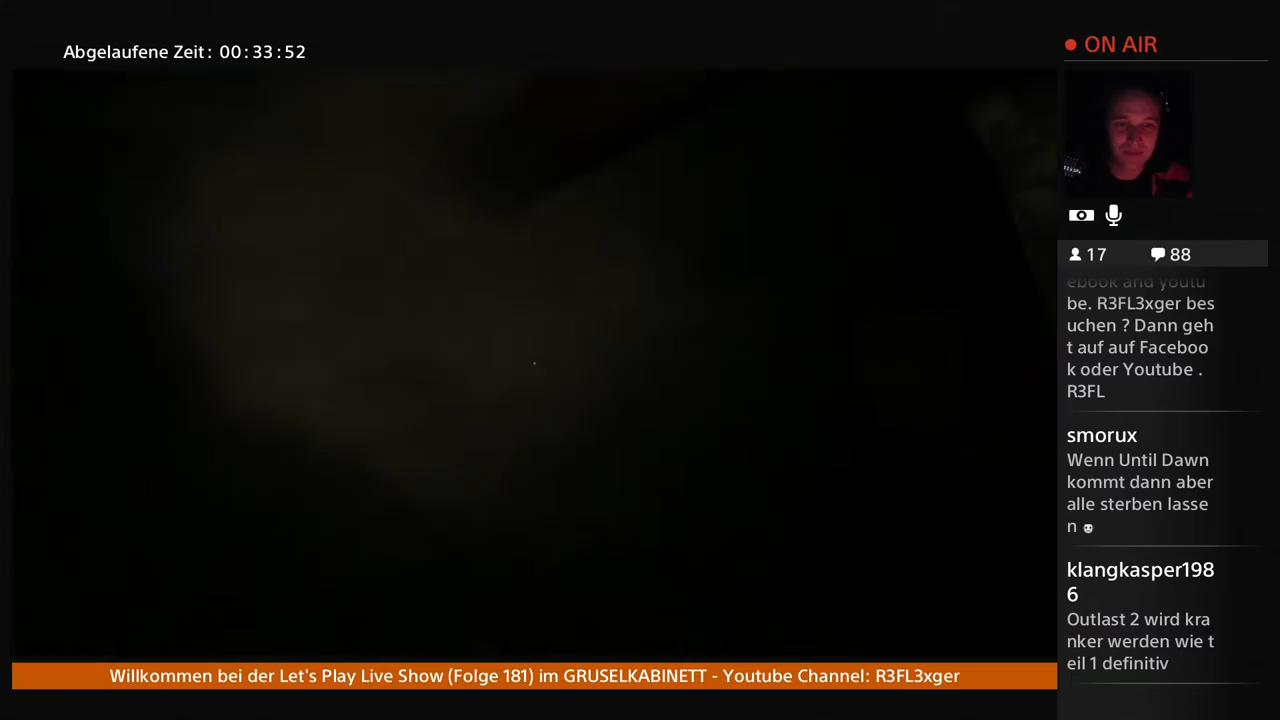 Abgelaufene Zeit: 00:33:52
ON AIR
17 88
ebook and youtu
be. R3FL3xger bes
uchen ? Dann geh
t auf auf Faceboo
k oder Youtube .
R3FL
smorux
Wenn Until Dawn
kommt dann aber
alle sterben lasse
n
klangkasper198
6
Outlast 2 wird kra
nker werden wie t
eil 1 definitiv
Willkommen bei der Let's Play Live Show (Folge 181) im GRUSELKABINETT - Youtube Channel: R3FL3xger